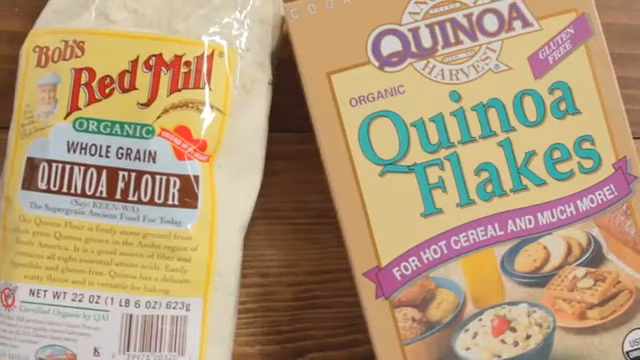 Bob's
Red Mill
ORGANIC
WHOLE GRAIN
QUINOA FLOUR
(Say: KEEN-WA)
The Supergrain Ancient Food For Today.
Our Quinoa Flour is freshly stone ground from
whole grain. Quinoa grown in the Andes region of
South America. It is a good source of fiber and
contains all eight essential amino acids. Easily
and gluten-free. Quinoa has a delicate
nutty flavor and is versatile for baking.
NET WT 22 OZ (1 LB 6 OZ) 623g
Certified Organic by QAI
ANCIENT
QUINOA
HARVEST
GLUTEN
FREE
ORGANIC
Quinoa
Flakes
FOR HOT CEREAL AND MUCH MORE!